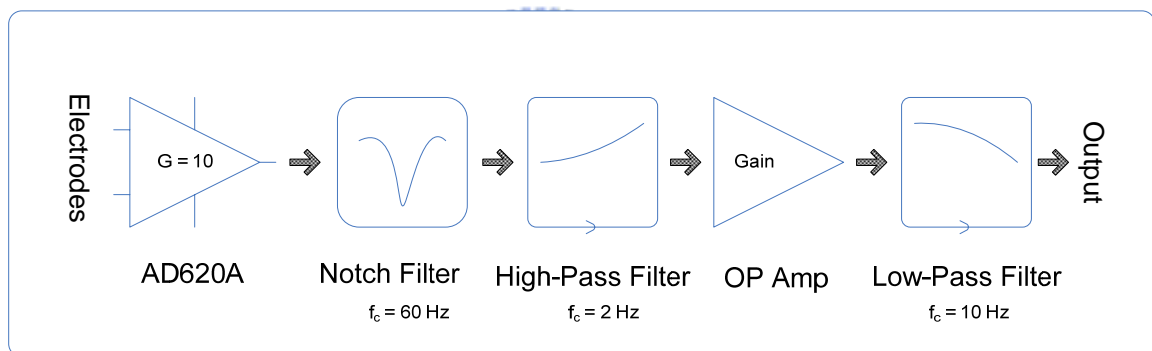 Electrodes
G = 10
AD620A
Notch Filter
fc = 60 Hz
High-Pass Filter
fc = 2 Hz
Gain
OP Amp
Low-Pass Filter
fc = 10 Hz
Output